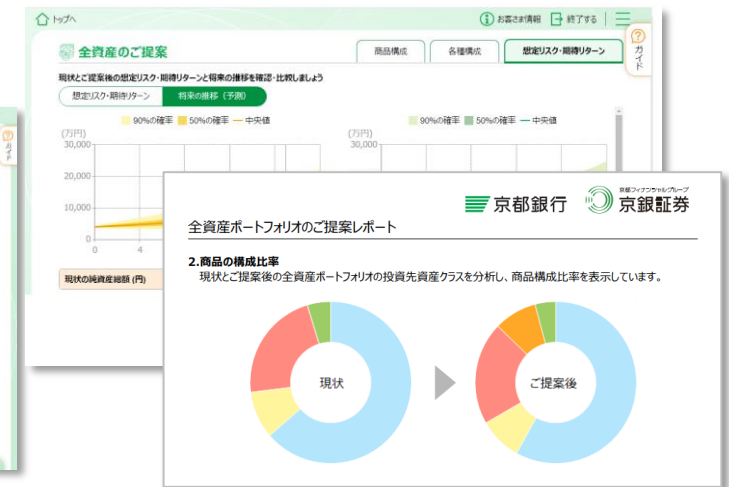 トップへ
お客さま情報
終了する
ガイド
全資産のご提案
商品構成
各種構成
想定リスク・期待リターン
現状とご提案後の想定リスク・期待リターンと将来の推移を確認・比較しましょう
想定リスク・期待リターン
将来の推移（予測）
90%の確率 50%の確率 中央値
90%の確率 50%の確率 中央値
(万円)
(万円)
30,000
30,000
20,000
10,000
0
0 4
現状の純資産総額 (円)
京都銀行
京都フィナンシャルグループ
京銀証券
全資産ポートフォリオのご提案レポート
2.商品の構成比率
現状とご提案後の全資産ポートフォリオの投資先資産クラスを分析し、商品構成比率を表示しています。
現状
ご提案後